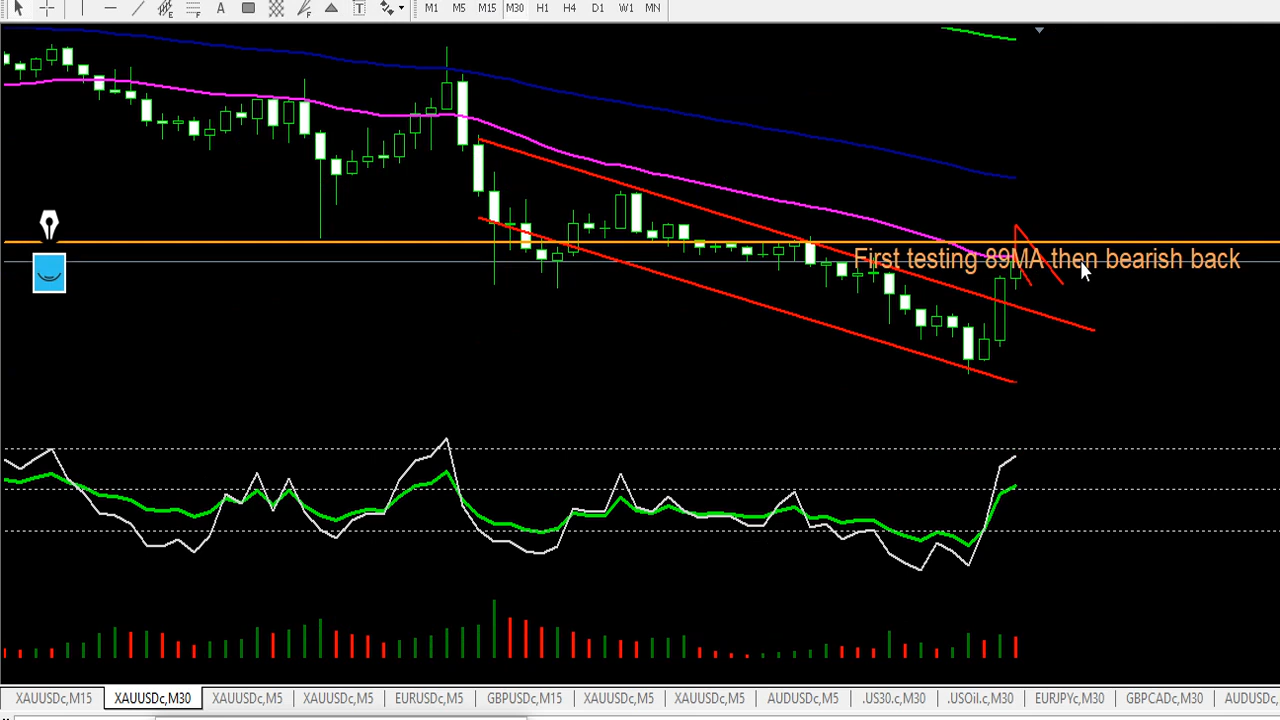 A
T
M1 M5 M15 M30 H1 H4 D1 W1 MN
First testing 89MA then bearish back
XAUUSDc,M15 XAUUSDc,M30 XAUUSDc,M5 XAUUSDc,M5 EURUSDc,M5 GBPUSDc,M15 XAUUSDc,M5 XAUUSDc,M5 AUDUSDc,M5 .US30.c,M30 .USOil.c,M30 EURJPYc,M30 GBPCADc,M30 AUDUSDc,